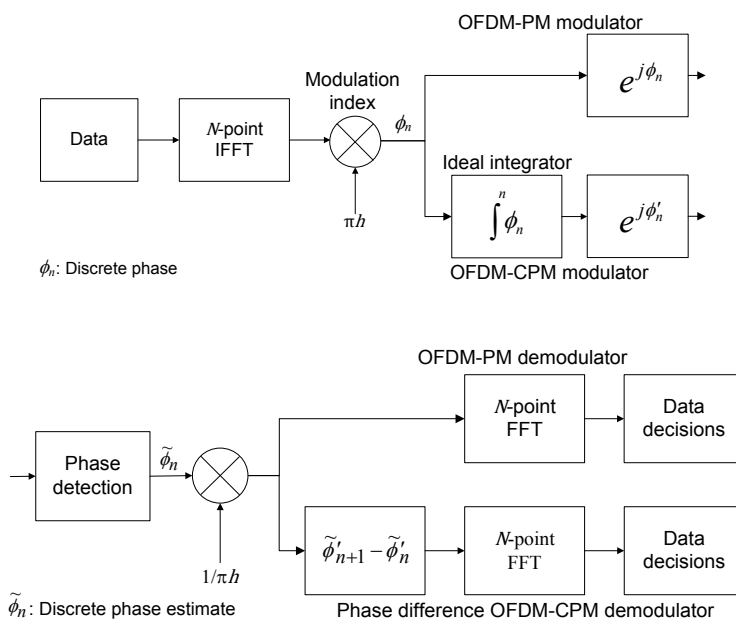 OFDM-PM modulator
Modulation
index
Data
N-point
IFFT
ϕₙ
e^{jϕₙ}
Ideal integrator
∫ⁿ ϕₙ
e^{jϕ′ₙ}
πh
OFDM-CPM modulator
ϕₙ: Discrete phase
OFDM-PM demodulator
N-point
FFT
Data
decisions
Phase
detection
ϕ̃ₙ
ϕ̃′ₙ₊₁ − ϕ̃′ₙ
N-point
FFT
Data
decisions
1/πh
ϕ̃ₙ: Discrete phase estimate
Phase difference OFDM-CPM demodulator